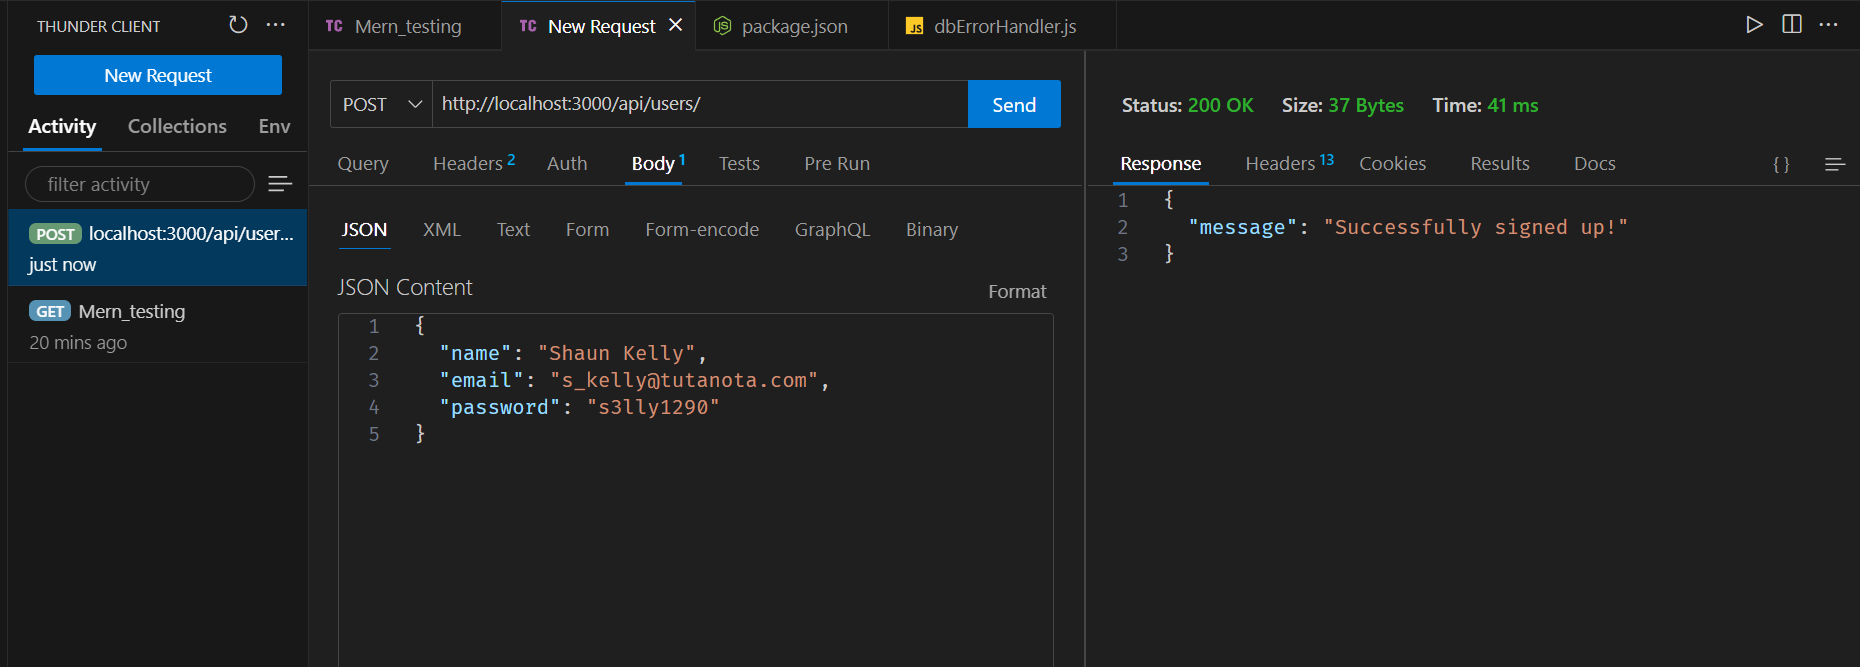 THUNDER CLIENT
New Request
Activity Collections Env
filter activity
POST localhost:3000/api/user...
just now
GET Mern_testing
20 mins ago
TC Mern_testing
TC New Request
JS package.json
JS dbErrorHandler.js
POST http://localhost:3000/api/users/ Send
Query Headers 2 Auth Body 1 Tests Pre Run
JSON XML Text Form Form-encode GraphQL Binary
JSON Content Format
1 {
2 "name": "Shaun Kelly",
3 "email": "s_kelly@tutanota.com",
4 "password": "s3lly1290"
5 }
Status: 200 OK Size: 37 Bytes Time: 41 ms
Response Headers 13 Cookies Results Docs { }
1 {
2 "message": "Successfully signed up!"
3 }